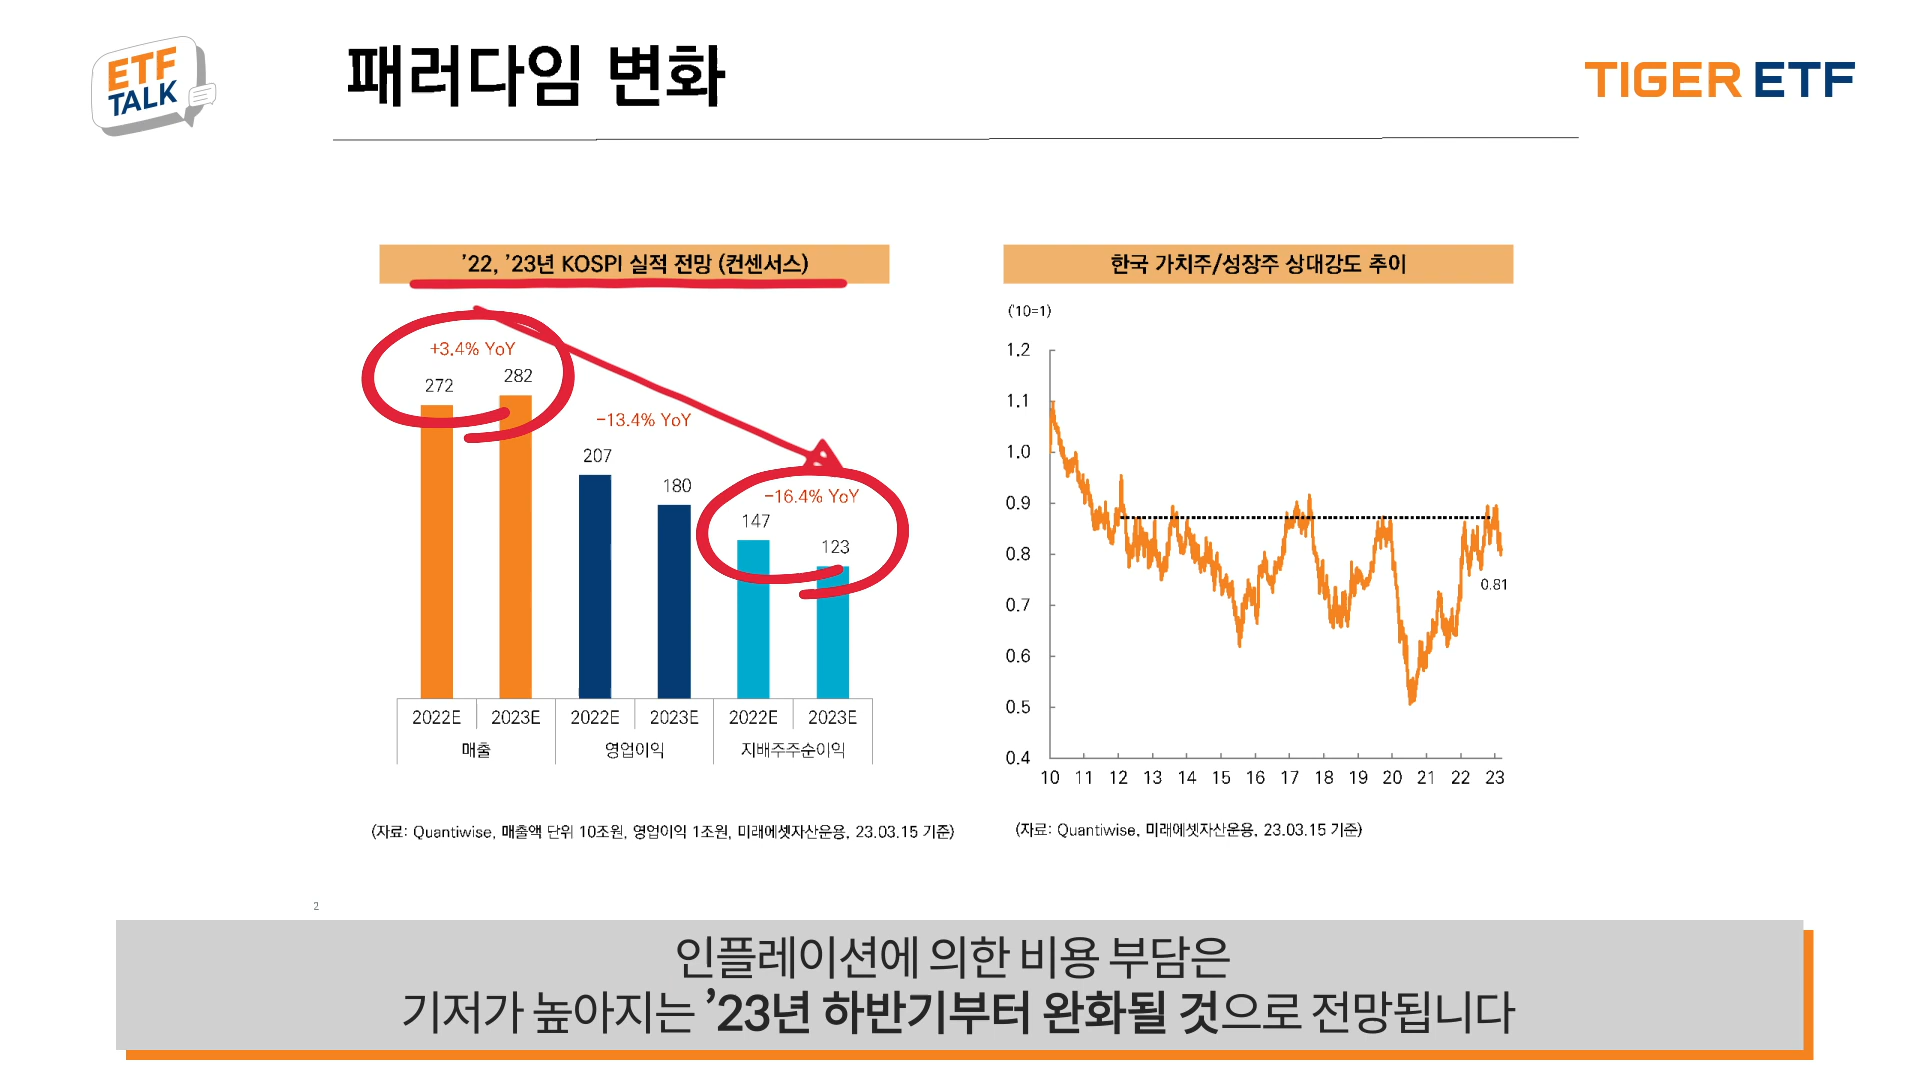 ETF
TALK
패러다임 변화
TIGER ETF
’22, ’23년 KOSPI 실적 전망 (컨센서스)
+3.4% YoY
272
282
-13.4% YoY
207
180
-16.4% YoY
147
123
2022E 2023E 2022E 2023E 2022E 2023E
매출 영업이익 지배주주순이익
(자료: Quantiwise, 매출액 단위 10조원, 영업이익 1조원, 미래에셋자산운용, 23.03.15 기준)
한국 가치주/성장주 상대강도 추이
('10=1)
1.2
1.1
1.0
0.9
0.8
0.7
0.6
0.5
0.4
0.81
10 11 12 13 14 15 16 17 18 19 20 21 22 23
(자료: Quantiwise, 미래에셋자산운용, 23.03.15 기준)
2
인플레이션에 의한 비용 부담은
기저가 높아지는 ’23년 하반기부터 완화될 것으로 전망됩니다